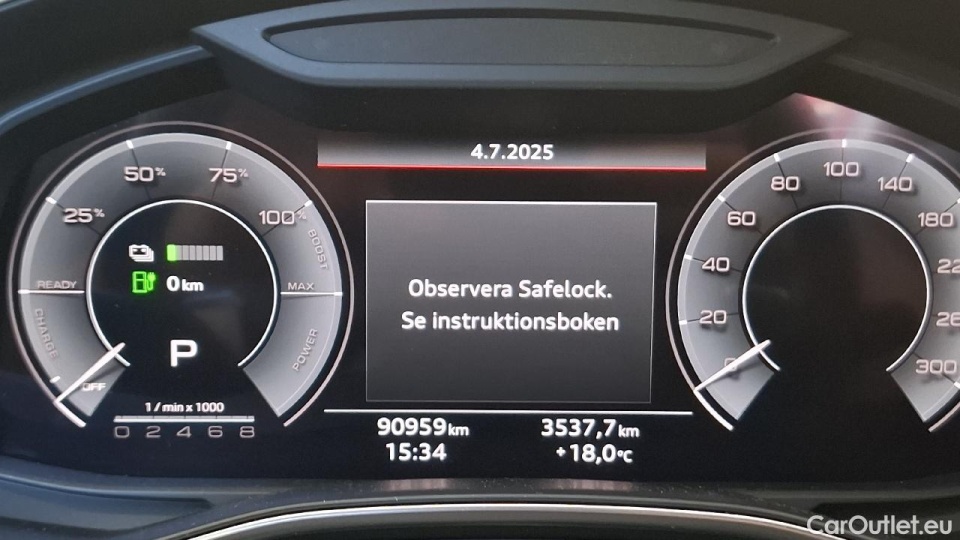 4.7.2025
50%
75%
25%
100%
BOOST
READY
MAX
CHARGE
POWER
OFF
0 km
P
1 / min x 1000
0 2 4 6 8
Observera Safelock.
Se instruktionsboken
90959 km
3537,7 km
15:34
+18,0°C
100
80
140
60
180
40
20
0
300
CarOutlet.eu